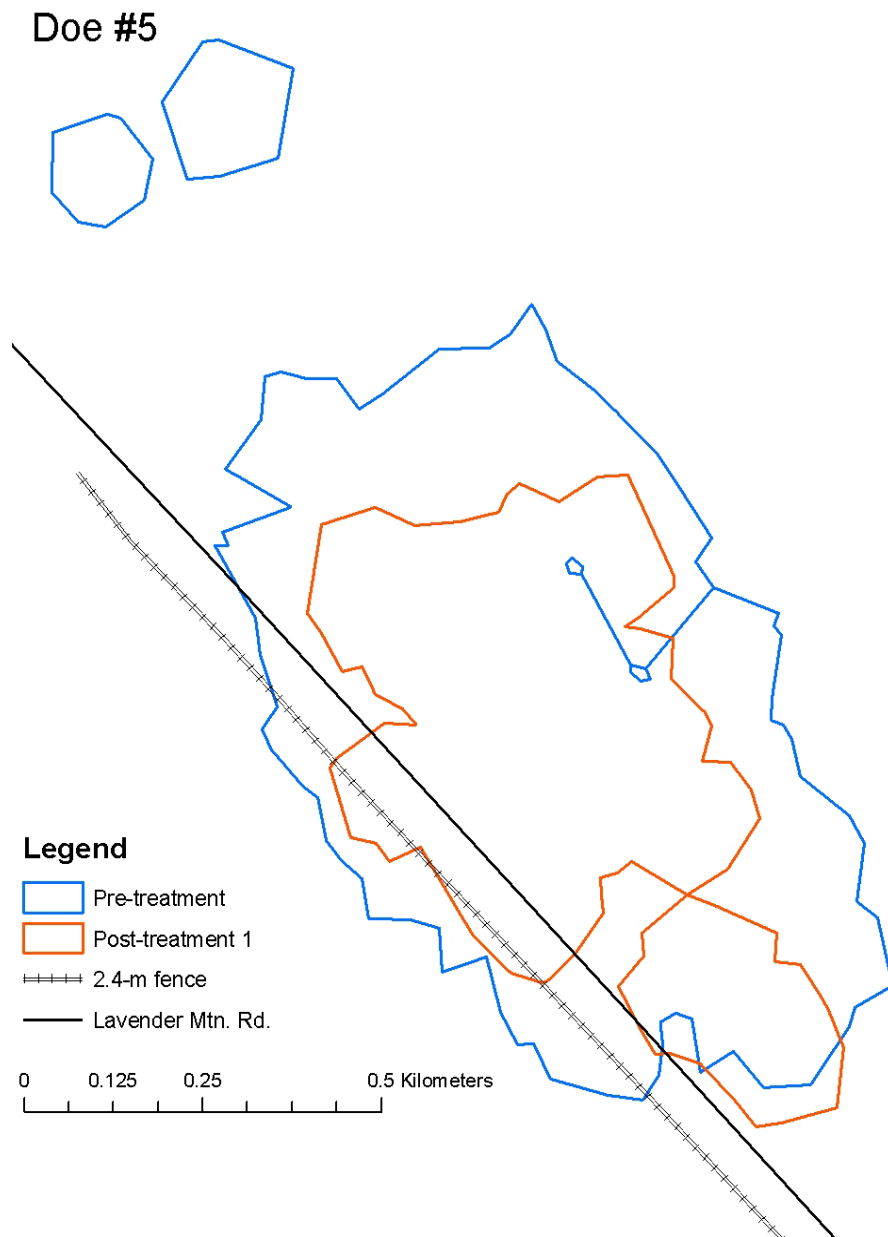 Doe #5
Legend
Pre-treatment
Post-treatment 1
2.4-m fence
Lavender Mtn. Rd.
0 0.125 0.25 0.5 Kilometers